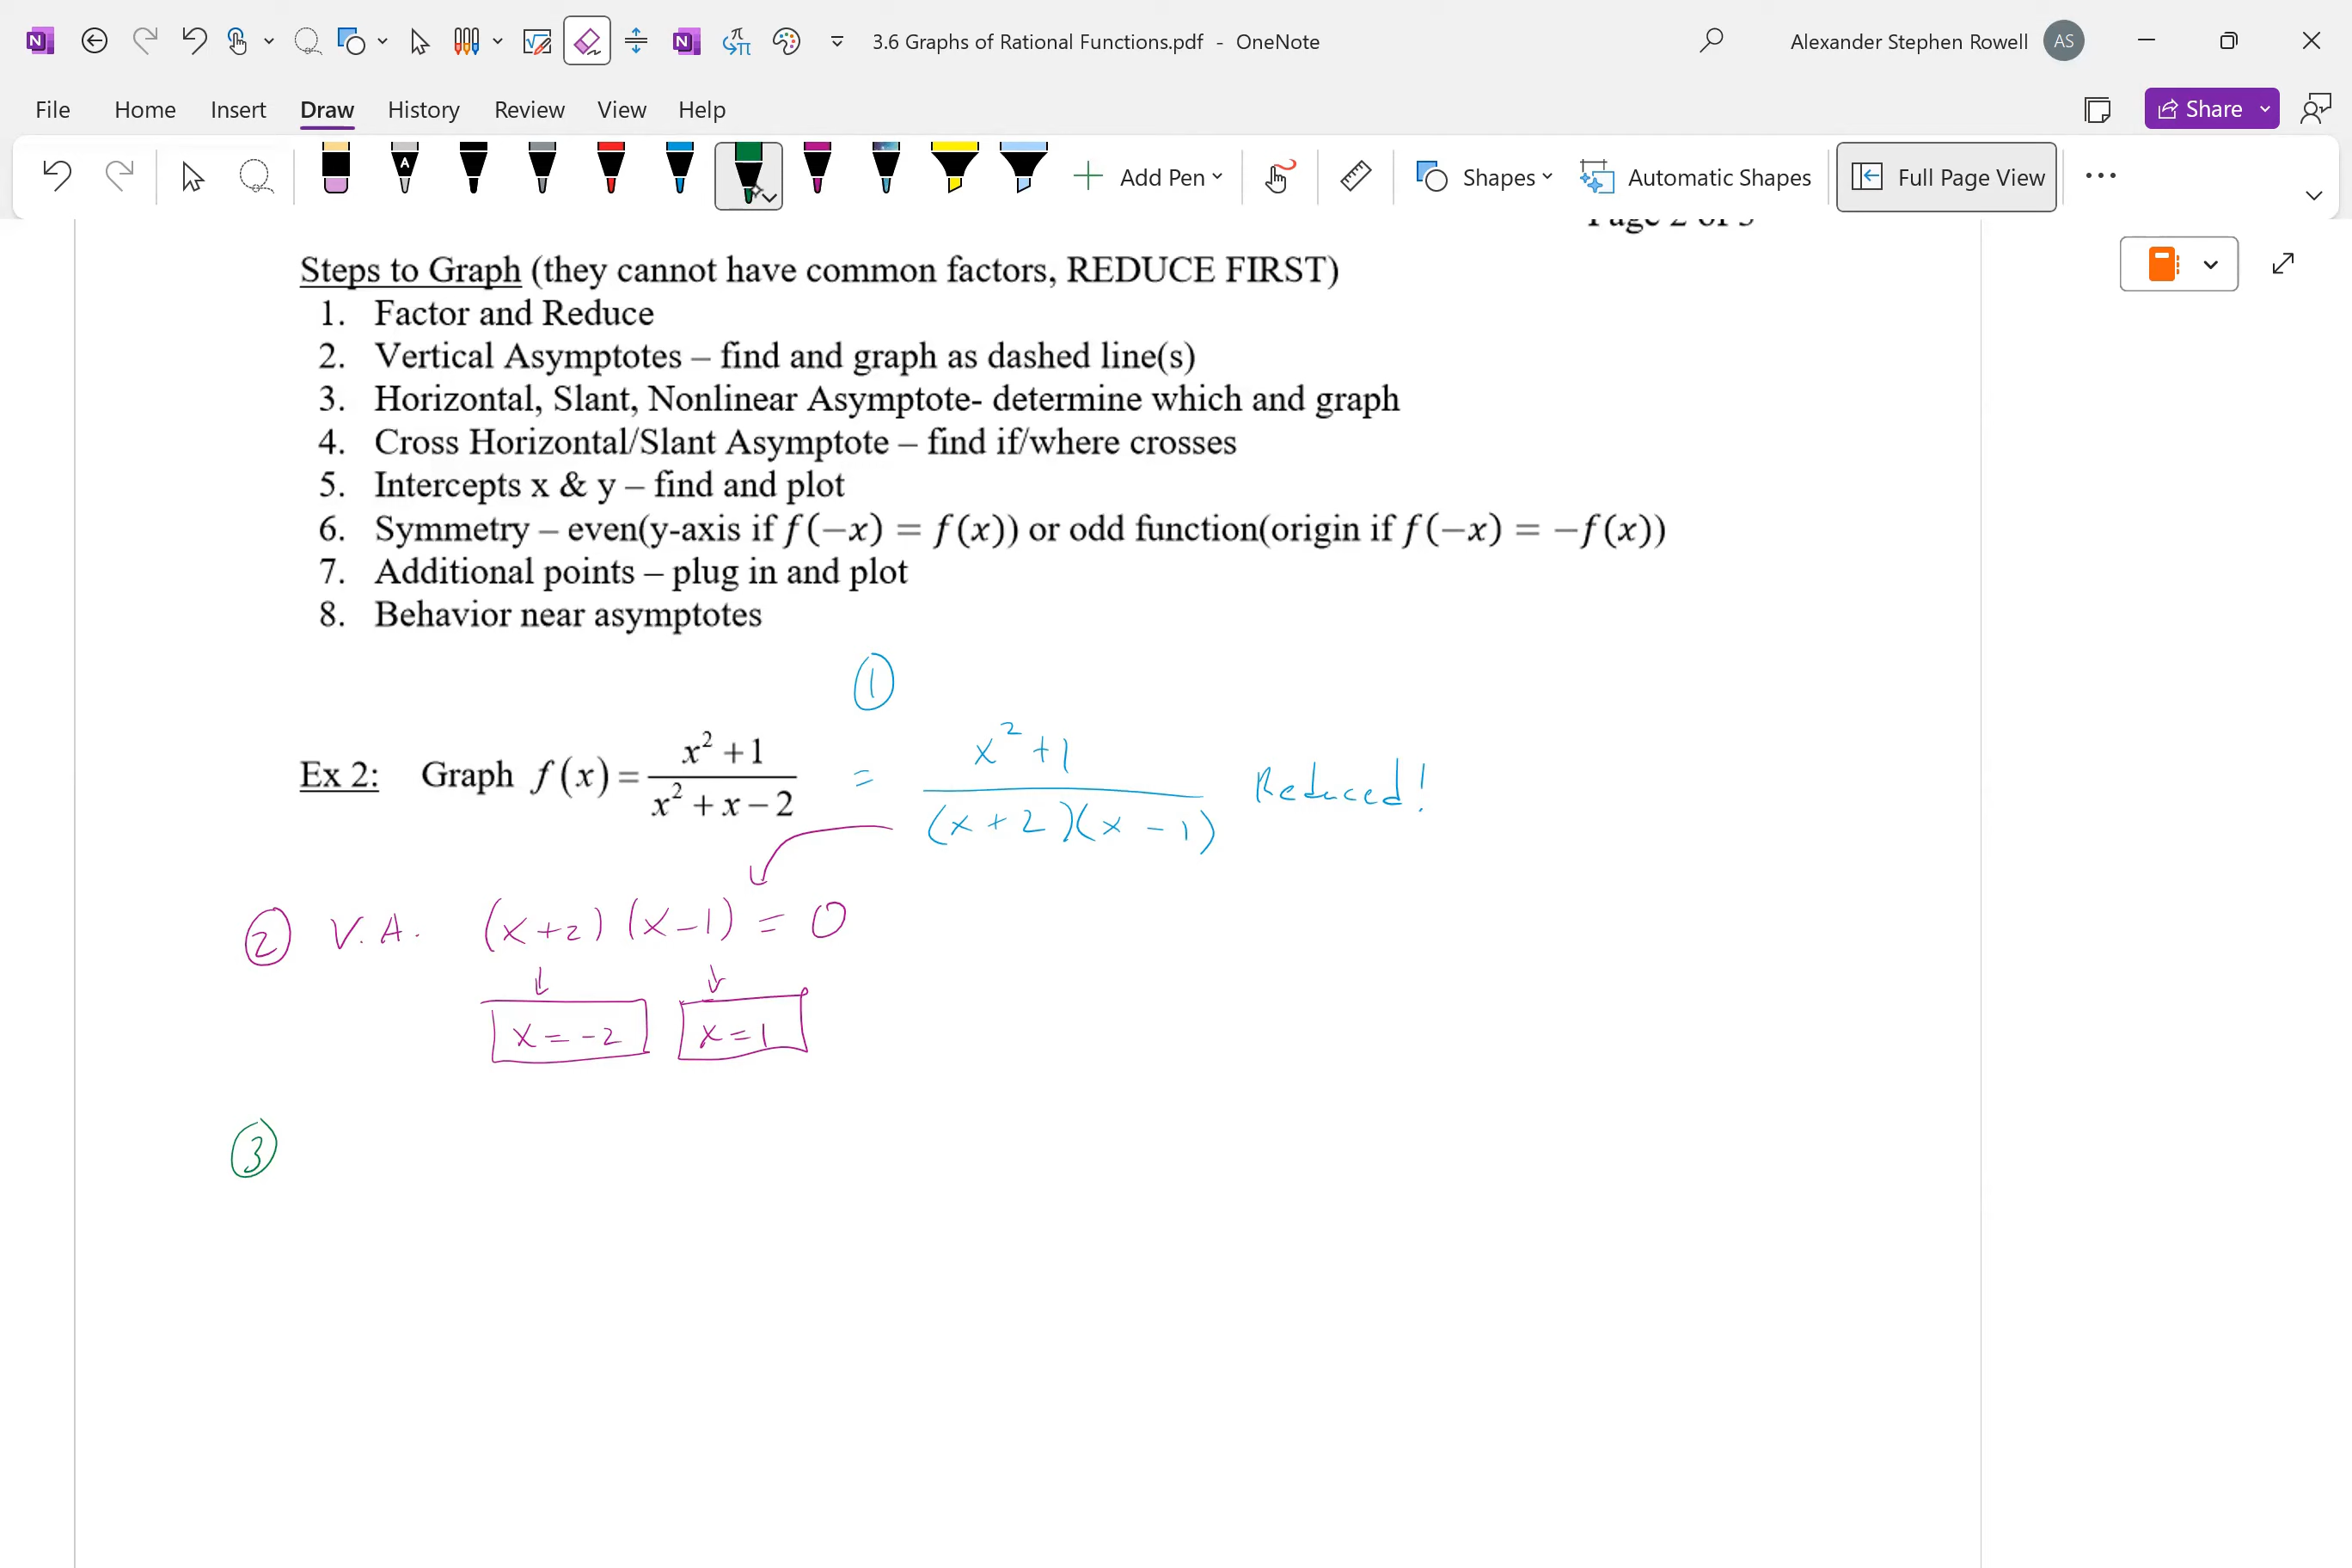 3.6 Graphs of Rational Functions.pdf - OneNote
Alexander Stephen Rowell AS
File Home Insert Draw History Review View Help
Share
Add Pen
Shapes
Automatic Shapes
Full Page View
Page 2 of 5
Steps to Graph (they cannot have common factors, REDUCE FIRST)
1. Factor and Reduce
2. Vertical Asymptotes – find and graph as dashed line(s)
3. Horizontal, Slant, Nonlinear Asymptote- determine which and graph
4. Cross Horizontal/Slant Asymptote – find if/where crosses
5. Intercepts x & y – find and plot
6. Symmetry – even(y-axis if f(−x) = f(x)) or odd function(origin if f(−x) = −f(x))
7. Additional points – plug in and plot
8. Behavior near asymptotes
①
Ex 2: Graph f(x) = (x² + 1)/(x² + x − 2) = (x² + 1)/((x + 2)(x − 1)) Reduced!
② V.A. (x+2)(x−1) = 0
x = −2 x = 1
③